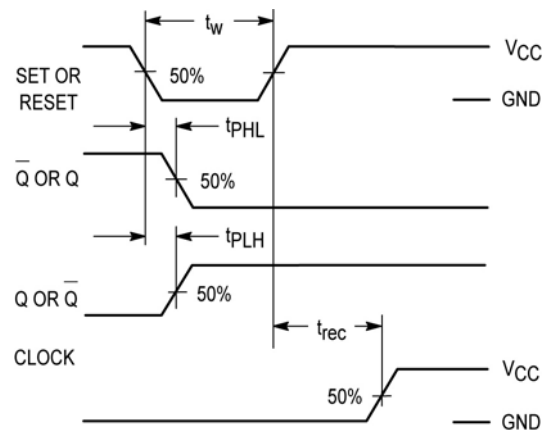 t_w
V_CC
50%
SET OR
RESET
GND
t_PHL
Q̅ OR Q
50%
t_PLH
Q OR Q̅
50%
t_rec
CLOCK
V_CC
50%
GND